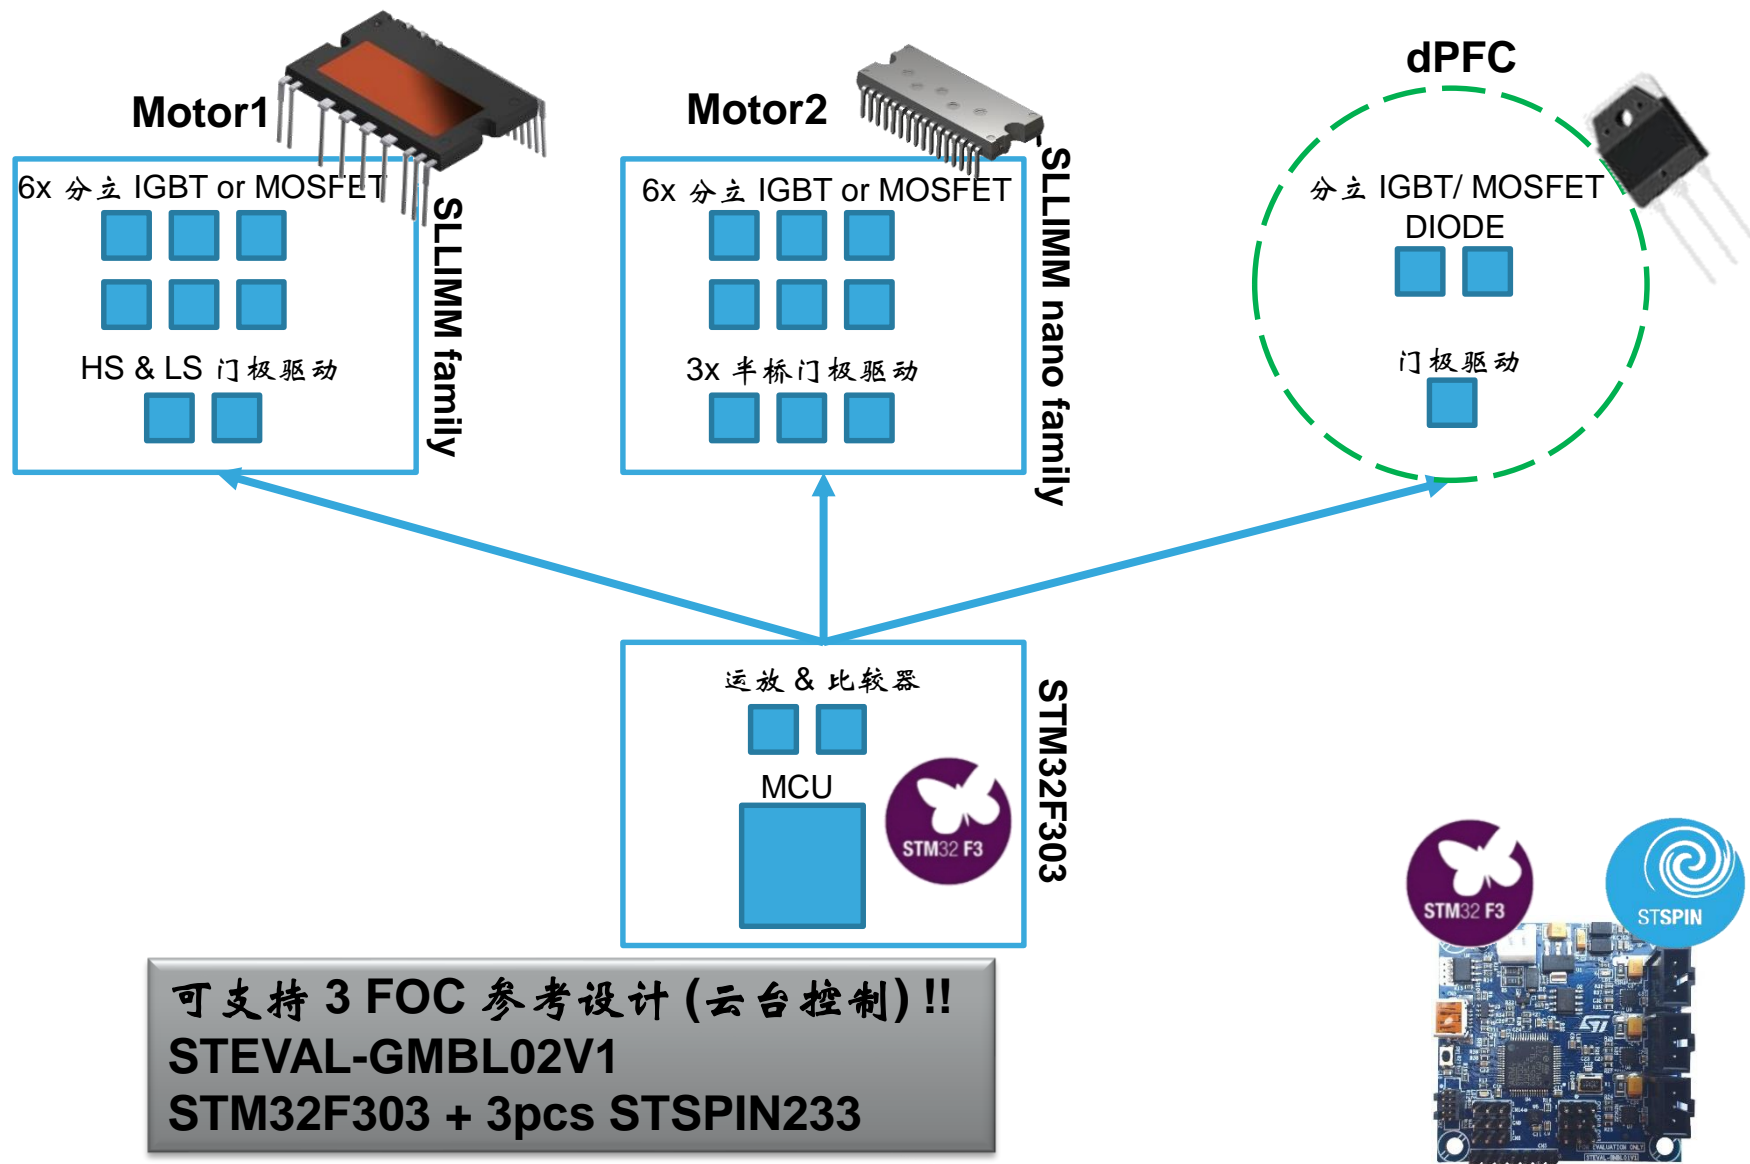 Motor1
6x 分立 IGBT or MOSFET
HS & LS 门极驱动
SLLIMM family
Motor2
6x 分立 IGBT or MOSFET
3x 半桥门极驱动
SLLIMM nano family
dPFC
分立 IGBT/ MOSFET
DIODE
门极驱动
运放 & 比较器
MCU
STM32 F3
STM32F303
可支持 3 FOC 参考设计 (云台控制) !!
STEVAL-GMBL02V1
STM32F303 + 3pcs STSPIN233
STM32 F3
STSPIN
FOR EVALUATION ONLY